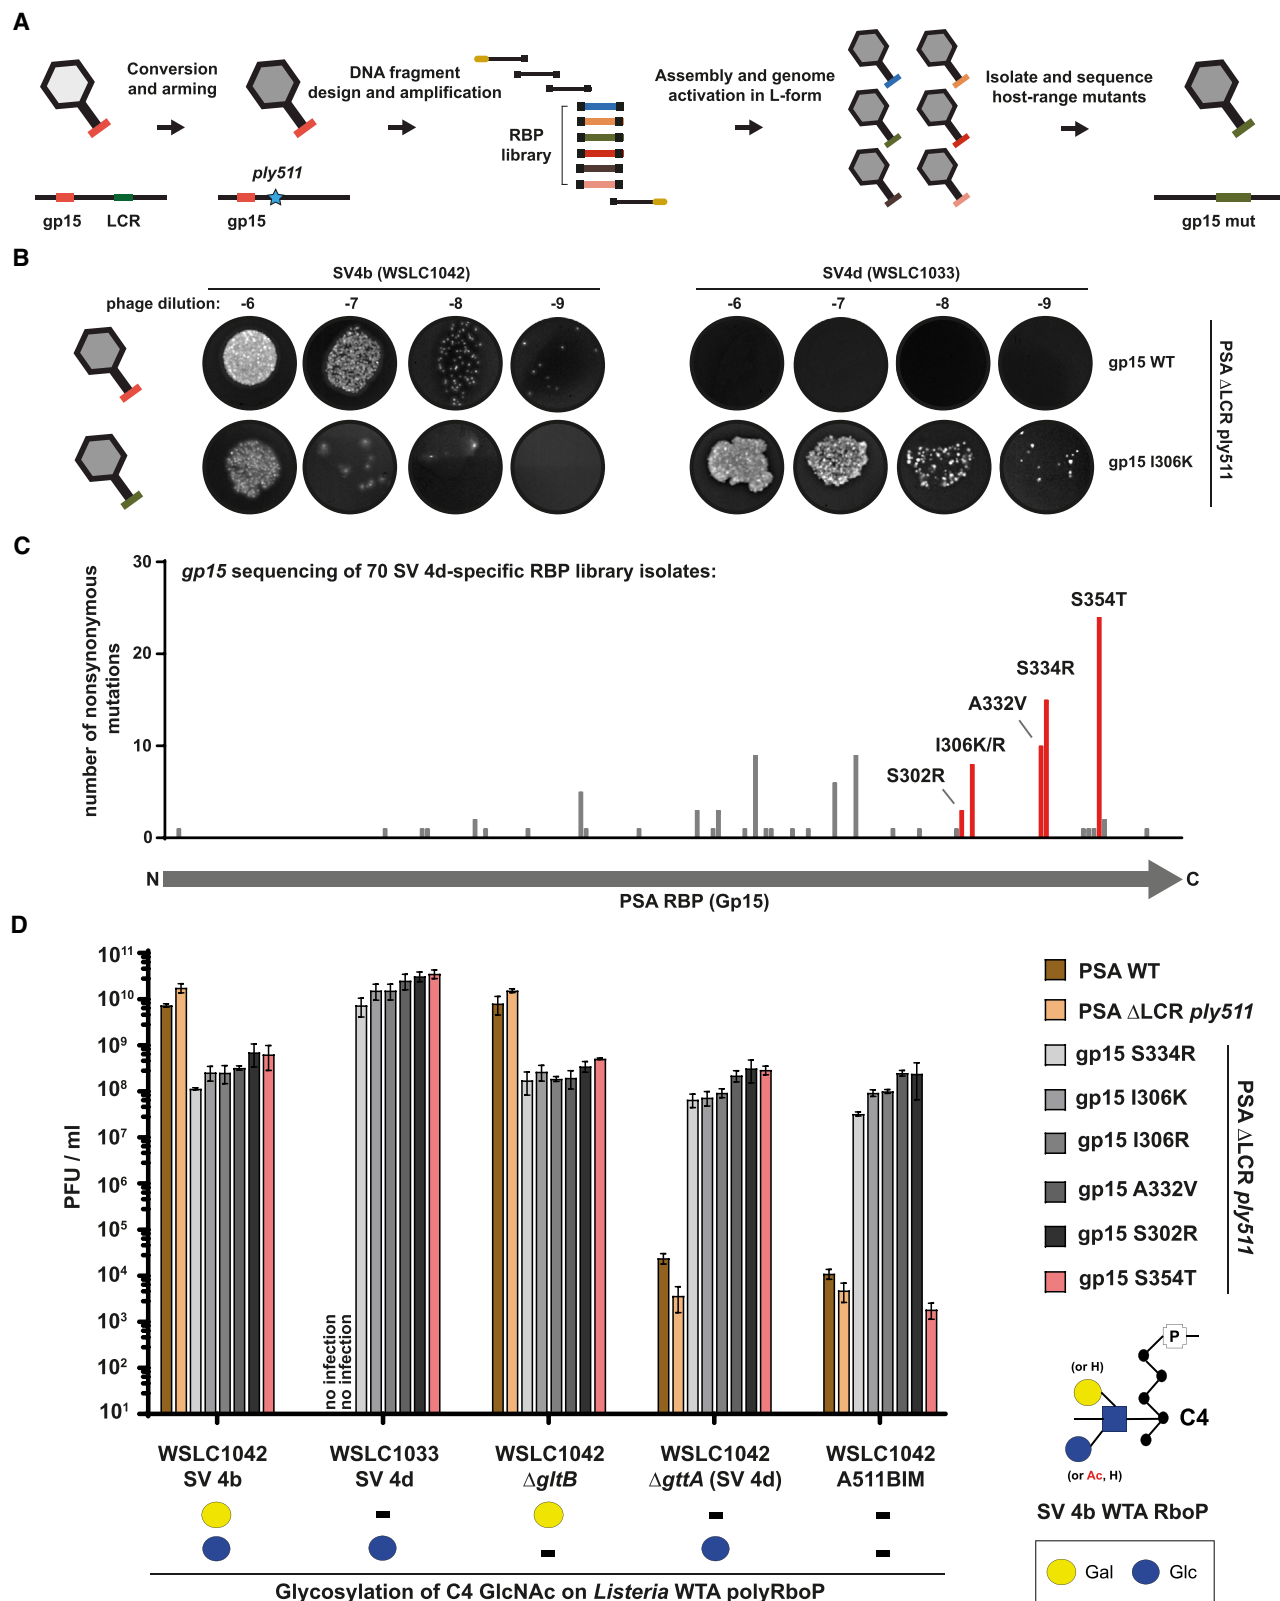 A
Conversion
and arming
DNA fragment
design and amplification
Assembly and genome
activation in L-form
Isolate and sequence
host-range mutants
RBP
library
ply511
gp15
LCR
gp15
gp15 mut
B
SV4b (WSLC1042)
SV4d (WSLC1033)
phage dilution:
-6
-7
-8
-9
-6
-7
-8
-9
gp15 WT
gp15 I306K
PSA ΔLCR ply511
C
gp15 sequencing of 70 SV 4d-specific RBP library isolates:
number of nonsynonymous
mutations
30
20
10
0
S302R
I306K/R
A332V
S334R
S354T
N
C
PSA RBP (Gp15)
D
PFU / ml
10¹¹
10¹⁰
10⁹
10⁸
10⁷
10⁶
10⁵
10⁴
10³
10²
10¹
no infection
no infection
WSLC1042
SV 4b
WSLC1033
SV 4d
WSLC1042
ΔgltB
WSLC1042
ΔgttA (SV 4d)
WSLC1042
A511BIM
Glycosylation of C4 GlcNAc on Listeria WTA polyRboP
PSA WT
PSA ΔLCR ply511
gp15 S334R
gp15 I306K
gp15 I306R
gp15 A332V
gp15 S302R
gp15 S354T
PSA ΔLCR ply511
P
(or H)
C4
(or Ac, H)
SV 4b WTA RboP
Gal
Glc